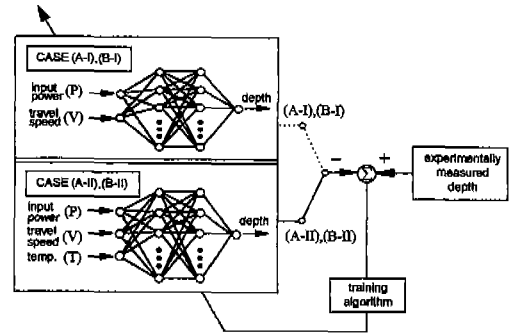 CASE (A-I),(B-I)
input
power (P)
travel
speed (V)
depth
(A-I),(B-I)
CASE (A-II),(B-II)
input
power (P)
travel
speed (V)
temp. (T)
depth
(A-II),(B-II)
− +
Σ
experimentally
measured
depth
training
algorithm